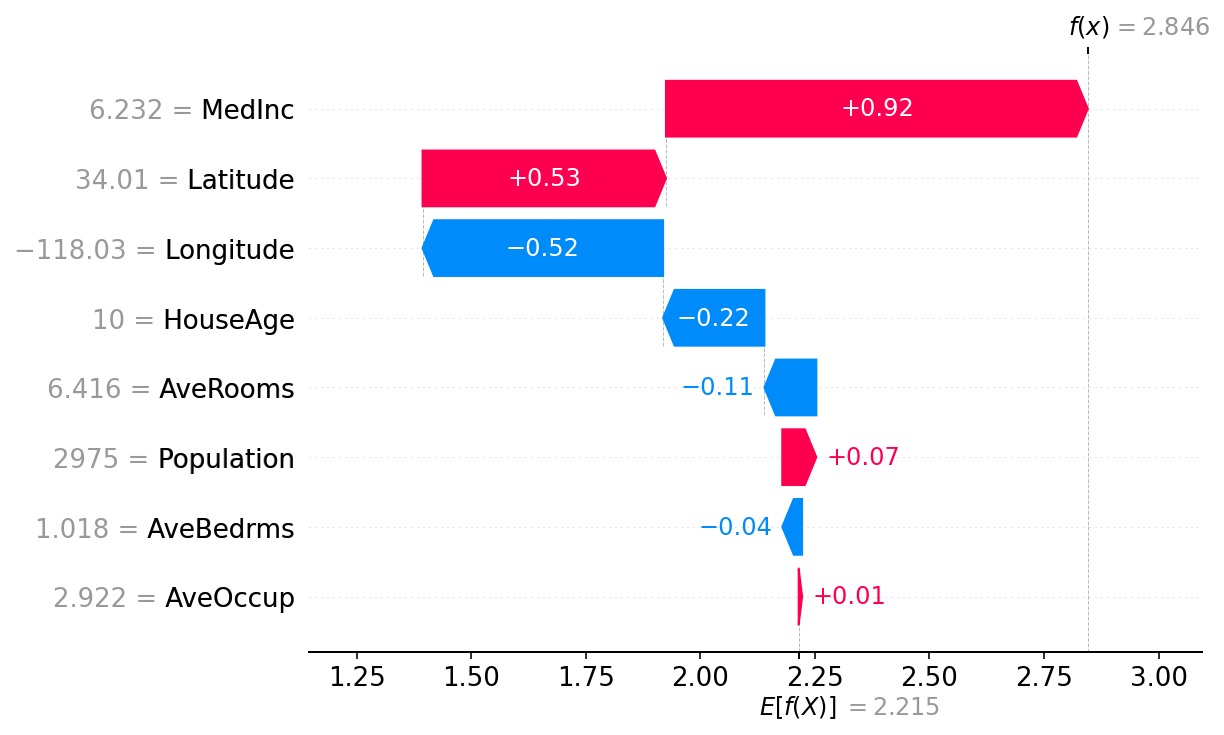 f(x) = 2.846
6.232 = MedInc +0.92
34.01 = Latitude +0.53
−118.03 = Longitude −0.52
10 = HouseAge −0.22
6.416 = AveRooms −0.11
2975 = Population +0.07
1.018 = AveBedrms −0.04
2.922 = AveOccup +0.01
1.25 1.50 1.75 2.00 2.25 2.50 2.75 3.00
E[f(X)] = 2.215